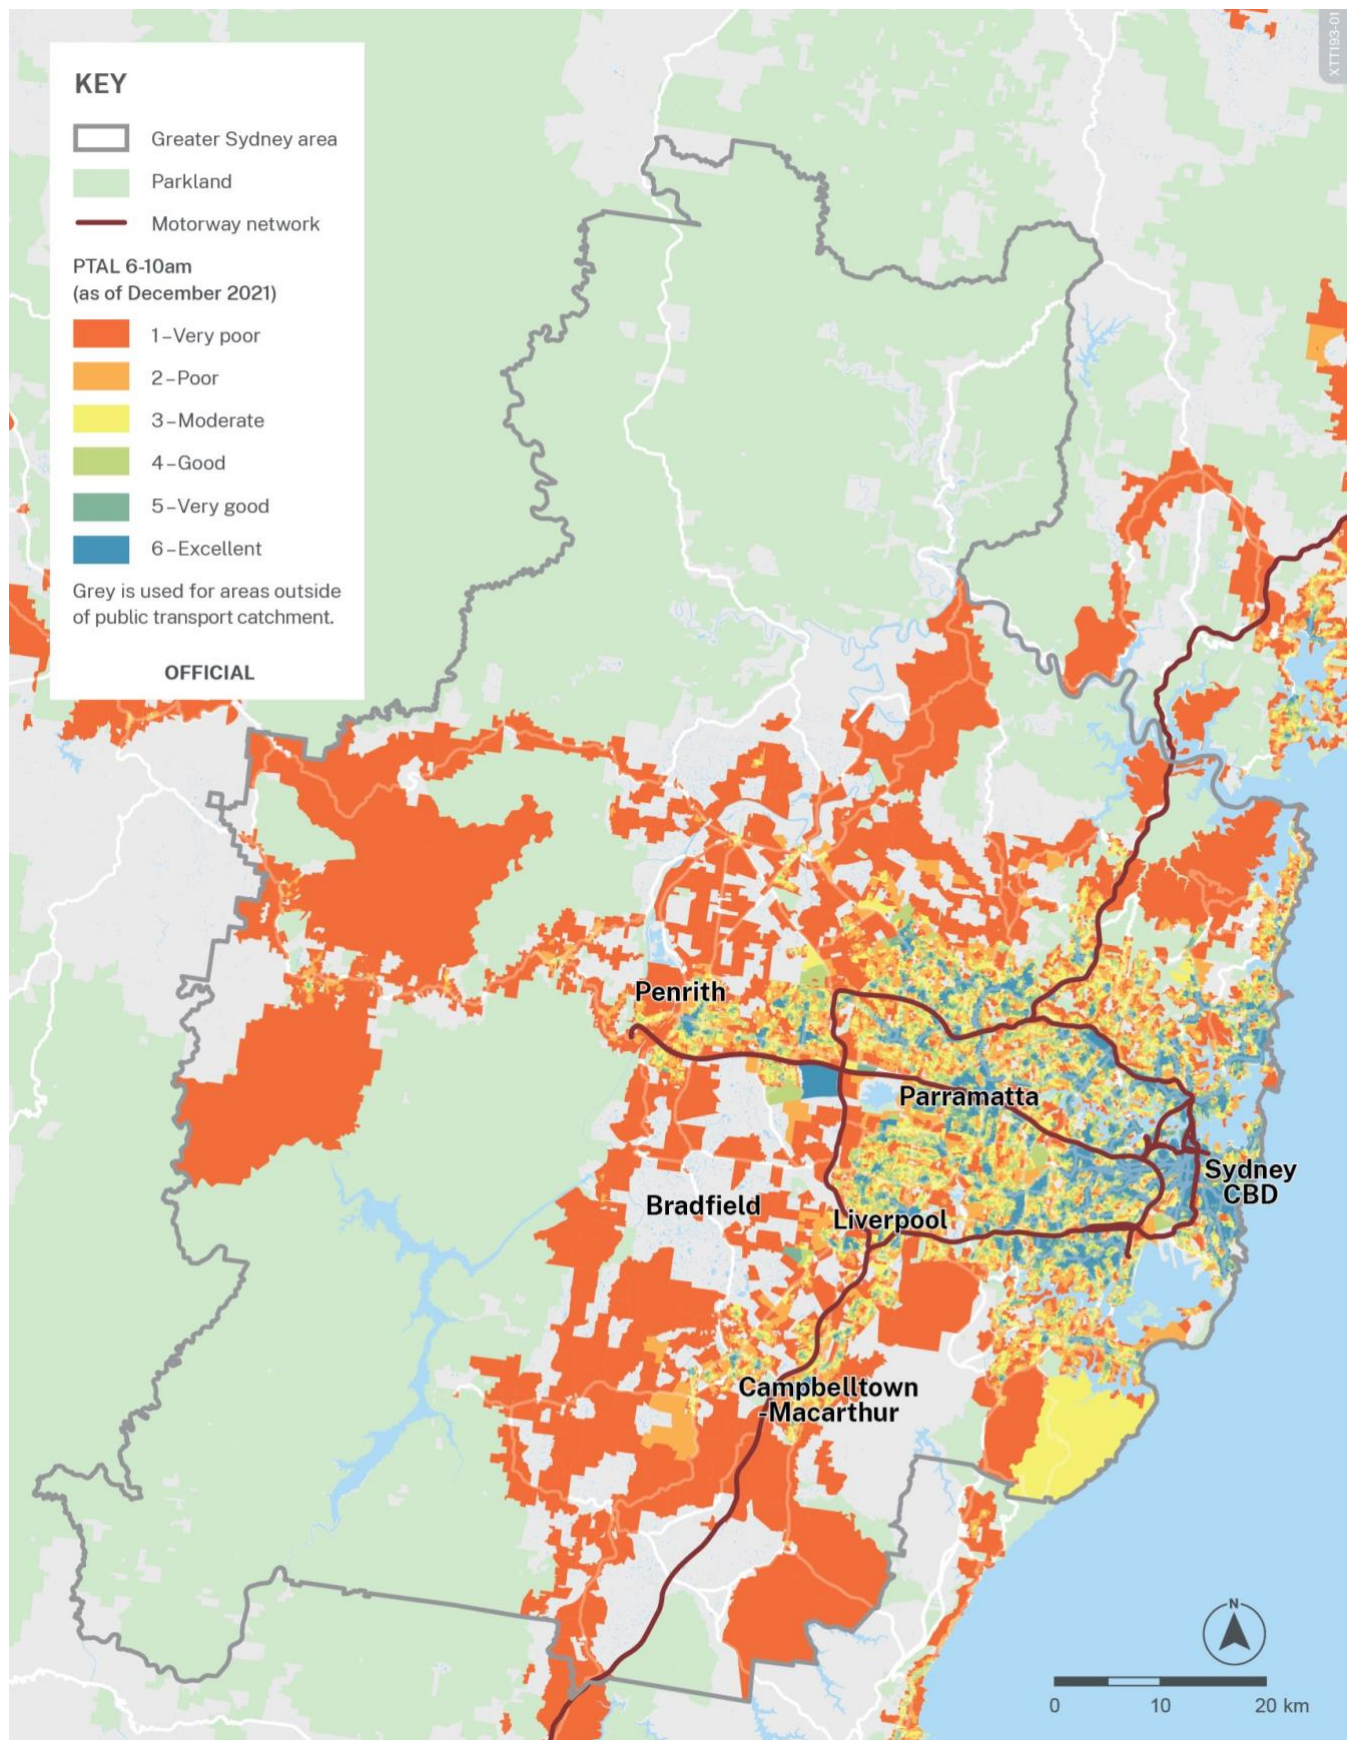 XTT193-01
KEY
Greater Sydney area
Parkland
Motorway network
PTAL 6-10am
(as of December 2021)
1–Very poor
2–Poor
3–Moderate
4–Good
5–Very good
6–Excellent
Grey is used for areas outside
of public transport catchment.
OFFICIAL
Penrith
Parramatta
Sydney
CBD
Bradfield
Liverpool
Campbelltown
-Macarthur
N
0 10 20 km